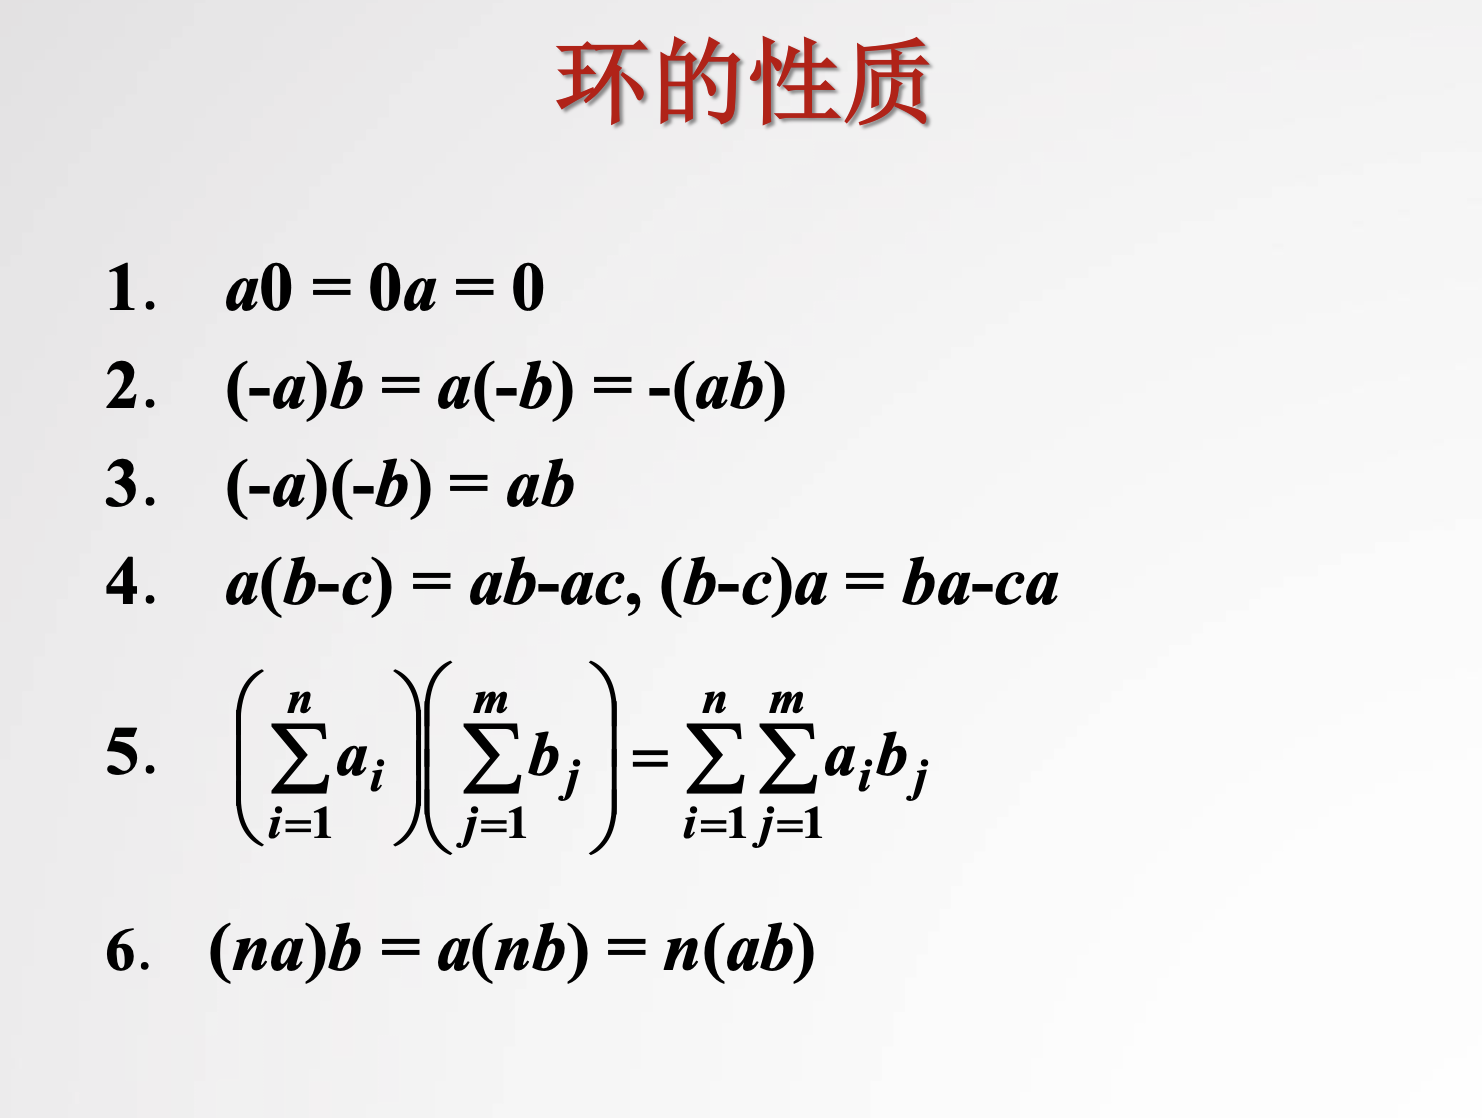 环的性质
1. a0 = 0a = 0
2. (-a)b = a(-b) = -(ab)
3. (-a)(-b) = ab
4. a(b-c) = ab-ac, (b-c)a = ba-ca
5. $\left(\sum_{i=1}^{n} a_i\right)\left(\sum_{j=1}^{m} b_j\right) = \sum_{i=1}^{n}\sum_{j=1}^{m} a_i b_j$
6. (na)b = a(nb) = n(ab)